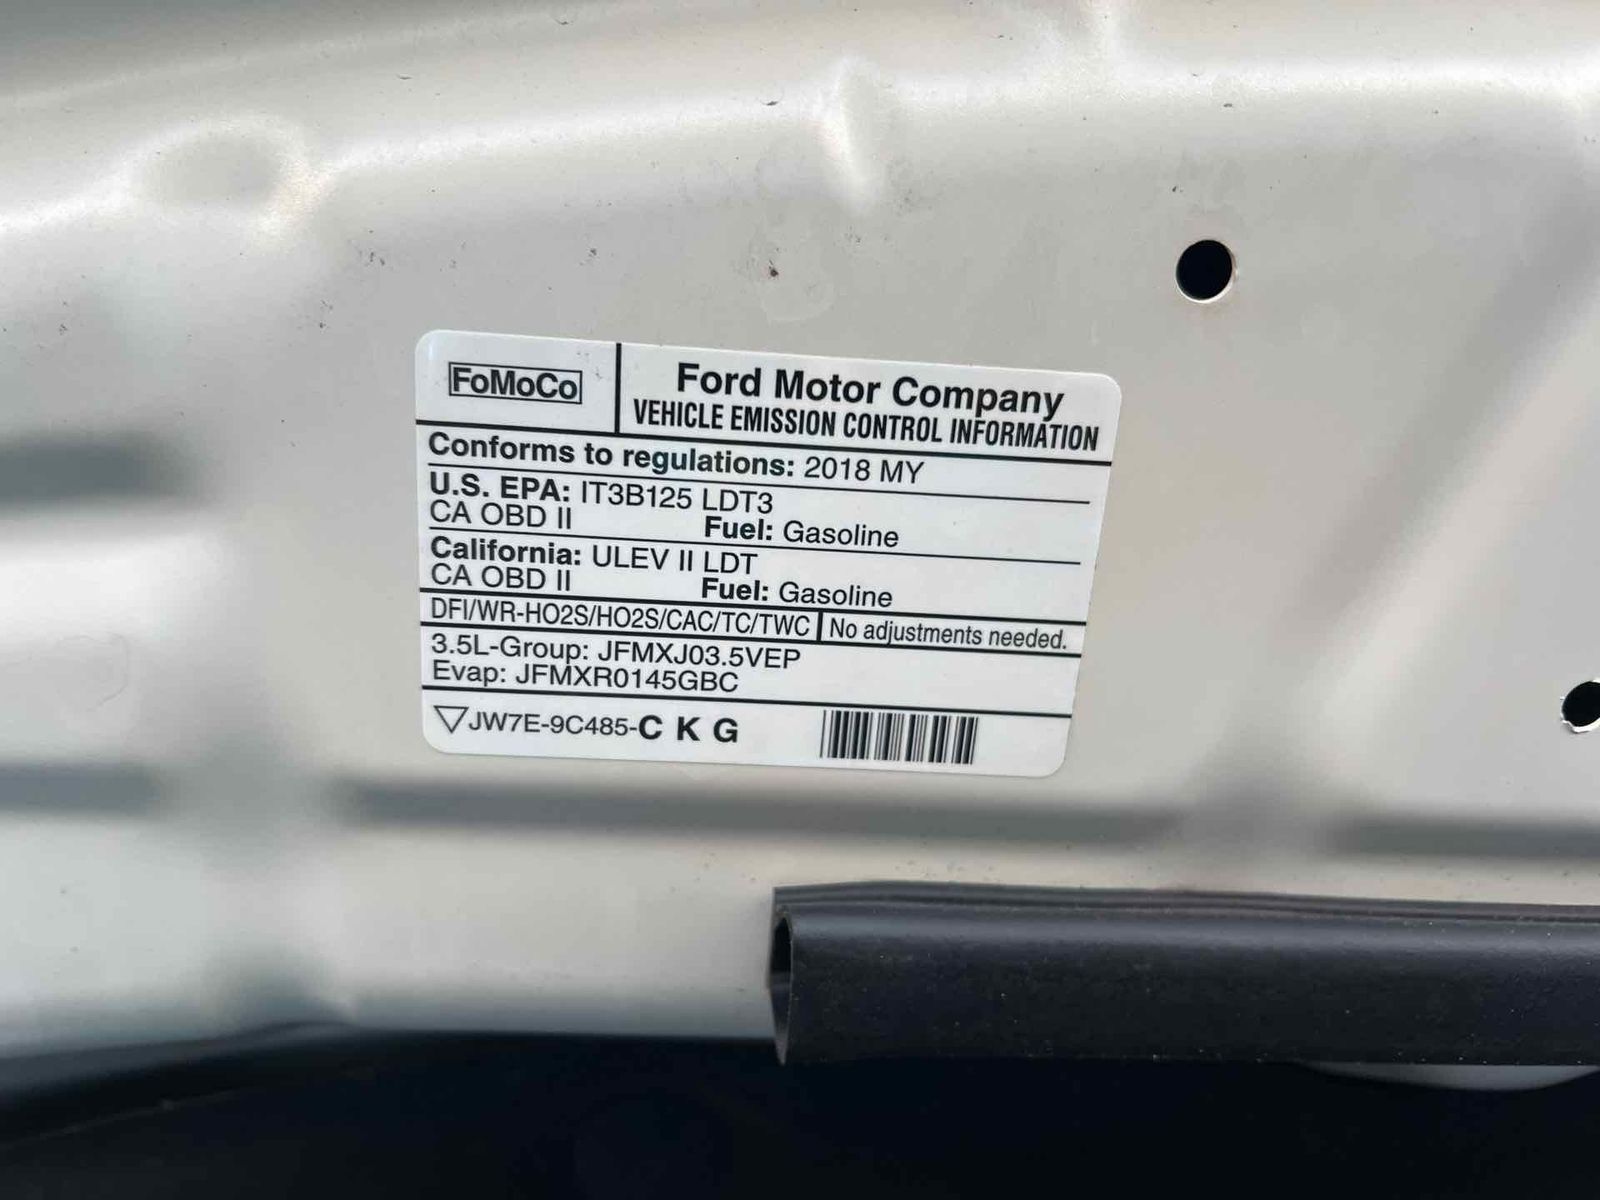 FoMoCo
Ford Motor Company
VEHICLE EMISSION CONTROL INFORMATION
Conforms to regulations: 2018 MY
U.S. EPA: IT3B125 LDT3
CA OBD II Fuel: Gasoline
California: ULEV II LDT
CA OBD II Fuel: Gasoline
DFI/WR-HO2S/HO2S/CAC/TC/TWC No adjustments needed.
3.5L-Group: JFMXJ03.5VEP
Evap: JFMXR0145GBC
▽JW7E-9C485-C K G